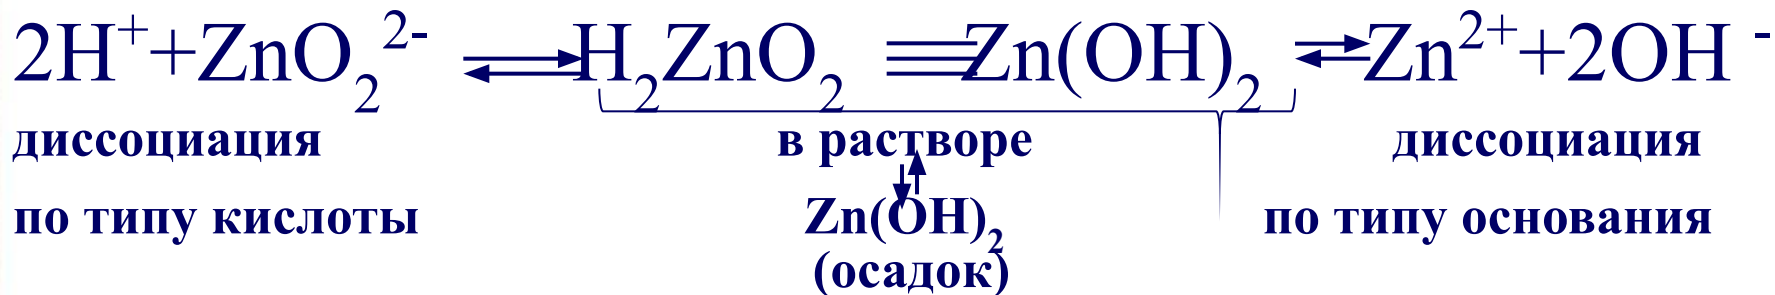 2H⁺+ZnO₂²⁻ ⇄ H₂ZnO₂ ≡ Zn(OH)₂ ⇄ Zn²⁺+2OH⁻
диссоциация в растворе диссоциация
по типу кислоты Zn(OH)₂ по типу основания
(осадок)